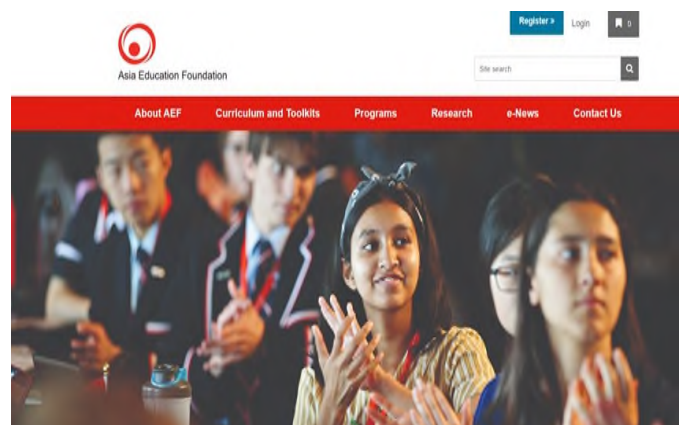 Register »
Login
0
Asia Education Foundation
Site search
About AEF
Curriculum and Toolkits
Programs
Research
e-News
Contact Us